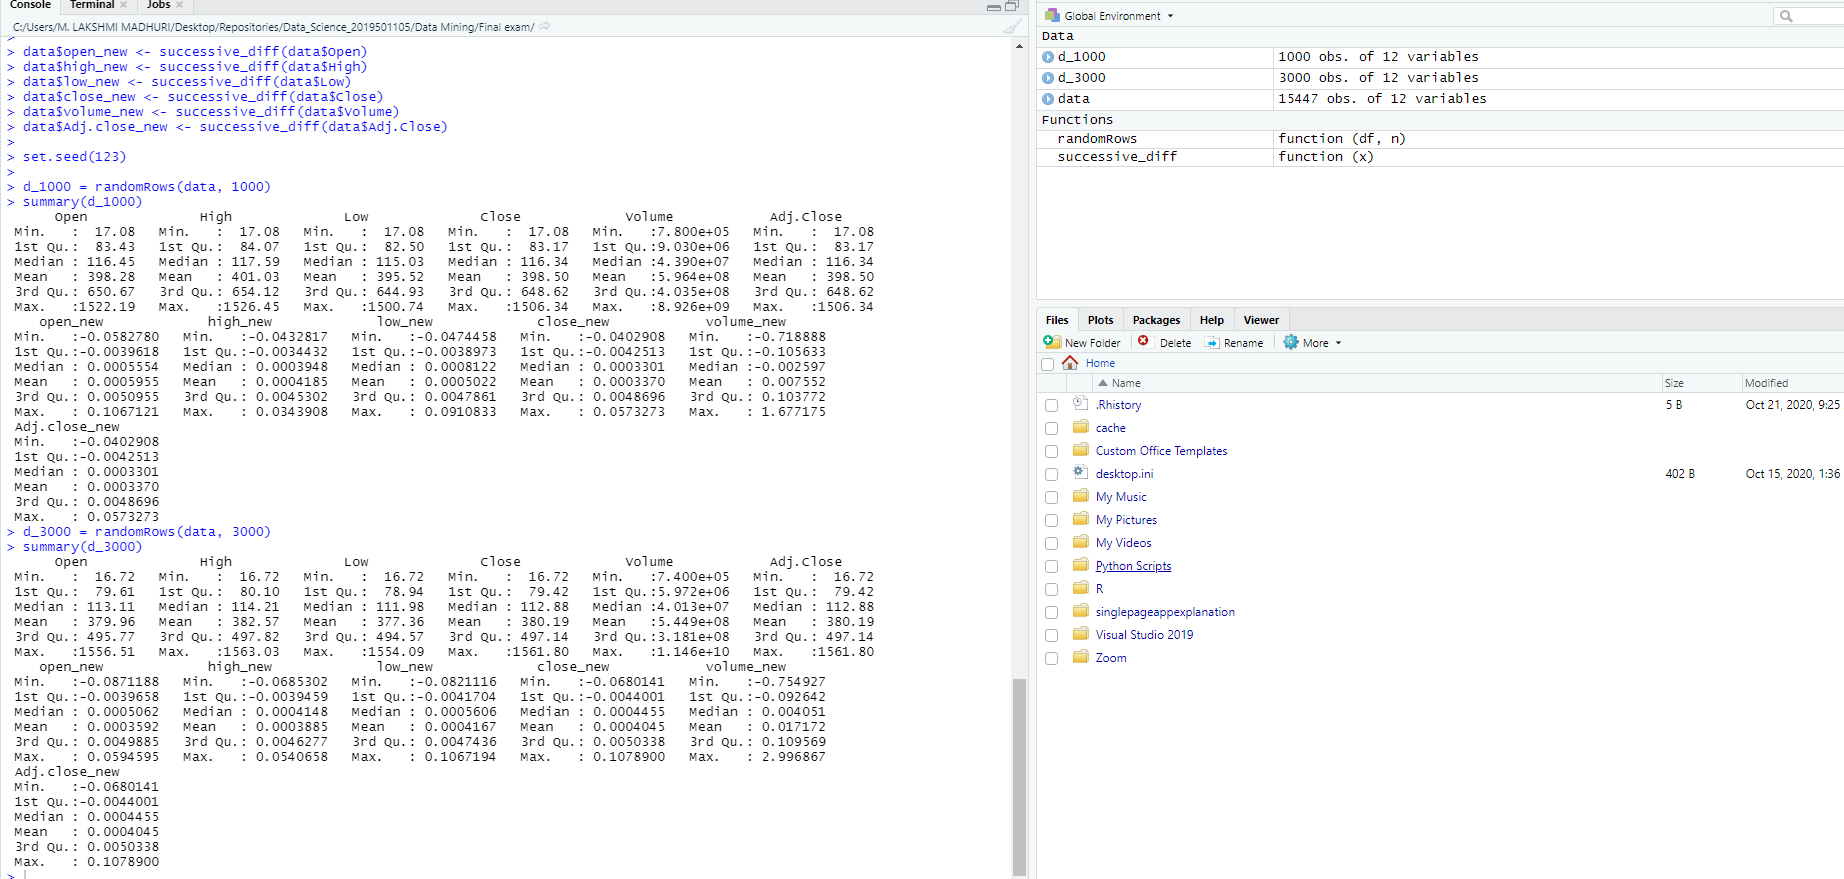 Console Terminal Jobs
C:/Users/M. LAKSHMI MADHURI/Desktop/Repositories/Data_Science_2019501105/Data Mining/Final exam/
>
> data$open_new <- successive_diff(data$Open)
> data$high_new <- successive_diff(data$High)
> data$low_new <- successive_diff(data$Low)
> data$close_new <- successive_diff(data$Close)
> data$volume_new <- successive_diff(data$Volume)
> data$Adj.close_new <- successive_diff(data$Adj.Close)
>
> set.seed(123)
>
> d_1000 = randomRows(data, 1000)
> summary(d_1000)
Open High Low Close Volume Adj.Close
Min. : 17.08 Min. : 17.08 Min. : 17.08 Min. : 17.08 Min. :7.800e+05 Min. : 17.08
1st Qu.: 83.43 1st Qu.: 84.07 1st Qu.: 82.50 1st Qu.: 83.17 1st Qu.:9.030e+06 1st Qu.: 83.17
Median : 116.45 Median : 117.59 Median : 115.03 Median : 116.34 Median :4.390e+07 Median : 116.34
Mean : 398.28 Mean : 401.03 Mean : 395.52 Mean : 398.50 Mean :5.964e+08 Mean : 398.50
3rd Qu.: 650.67 3rd Qu.: 654.12 3rd Qu.: 644.93 3rd Qu.: 648.62 3rd Qu.:4.035e+08 3rd Qu.: 648.62
Max. :1522.19 Max. :1526.45 Max. :1500.74 Max. :1506.34 Max. :8.926e+09 Max. :1506.34
open_new high_new low_new close_new volume_new
Min. :-0.0582780 Min. :-0.0432817 Min. :-0.0474458 Min. :-0.0402908 Min. :-0.718888
1st Qu.:-0.0039618 1st Qu.:-0.0034432 1st Qu.:-0.0038973 1st Qu.:-0.0042513 1st Qu.:-0.105633
Median : 0.0005554 Median : 0.0003948 Median : 0.0008122 Median : 0.0003301 Median :-0.002597
Mean : 0.0005955 Mean : 0.0004185 Mean : 0.0005022 Mean : 0.0003370 Mean : 0.007552
3rd Qu.: 0.0050955 3rd Qu.: 0.0045302 3rd Qu.: 0.0047861 3rd Qu.: 0.0048696 3rd Qu.: 0.103772
Max. : 0.1067121 Max. : 0.0343908 Max. : 0.0910833 Max. : 0.0573273 Max. : 1.677175
Adj.close_new
Min. :-0.0402908
1st Qu.:-0.0042513
Median : 0.0003301
Mean : 0.0003370
3rd Qu.: 0.0048696
Max. : 0.0573273
> d_3000 = randomRows(data, 3000)
> summary(d_3000)
Open High Low Close Volume Adj.Close
Min. : 16.72 Min. : 16.72 Min. : 16.72 Min. : 16.72 Min. :7.400e+05 Min. : 16.72
1st Qu.: 79.61 1st Qu.: 80.10 1st Qu.: 78.94 1st Qu.: 79.42 1st Qu.:5.972e+06 1st Qu.: 79.42
Median : 113.11 Median : 114.21 Median : 111.98 Median : 112.88 Median :4.013e+07 Median : 112.88
Mean : 379.96 Mean : 382.57 Mean : 377.36 Mean : 380.19 Mean :5.449e+08 Mean : 380.19
3rd Qu.: 495.77 3rd Qu.: 497.82 3rd Qu.: 494.57 3rd Qu.: 497.14 3rd Qu.:3.181e+08 3rd Qu.: 497.14
Max. :1556.51 Max. :1563.03 Max. :1554.09 Max. :1561.80 Max. :1.146e+10 Max. :1561.80
open_new high_new low_new close_new volume_new
Min. :-0.0871188 Min. :-0.0685302 Min. :-0.0821116 Min. :-0.0680141 Min. :-0.754927
1st Qu.:-0.0039658 1st Qu.:-0.0039459 1st Qu.:-0.0041704 1st Qu.:-0.0044001 1st Qu.:-0.092642
Median : 0.0005062 Median : 0.0004148 Median : 0.0005606 Median : 0.0004455 Median : 0.004051
Mean : 0.0003592 Mean : 0.0003885 Mean : 0.0004167 Mean : 0.0004045 Mean : 0.017172
3rd Qu.: 0.0049885 3rd Qu.: 0.0046277 3rd Qu.: 0.0047436 3rd Qu.: 0.0050338 3rd Qu.: 0.109569
Max. : 0.0594595 Max. : 0.0540658 Max. : 0.1067194 Max. : 0.1078900 Max. : 2.996867
Adj.close_new
Min. :-0.0680141
1st Qu.:-0.0044001
Median : 0.0004455
Mean : 0.0004045
3rd Qu.: 0.0050338
Max. : 0.1078900
>
Global Environment
Data
d_1000 1000 obs. of 12 variables
d_3000 3000 obs. of 12 variables
data 15447 obs. of 12 variables
Functions
randomRows function (df, n)
successive_diff function (x)
Files Plots Packages Help Viewer
New Folder Delete Rename More
Home
Name Size Modified
.Rhistory 5 B Oct 21, 2020, 9:25
cache
Custom Office Templates
desktop.ini 402 B Oct 15, 2020, 1:36
My Music
My Pictures
My Videos
Python Scripts
R
singlepageappexplanation
Visual Studio 2019
Zoom